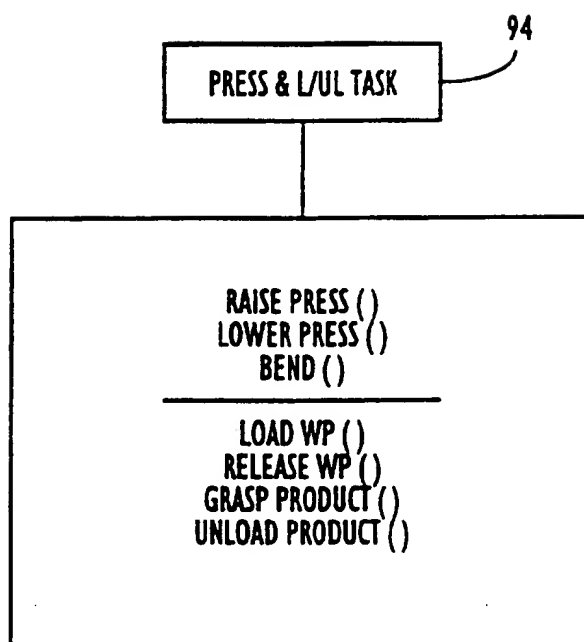 94
PRESS & L/UL TASK
RAISE PRESS ()
LOWER PRESS ()
BEND ()
LOAD WP ()
RELEASE WP ()
GRASP PRODUCT ()
UNLOAD PRODUCT ()